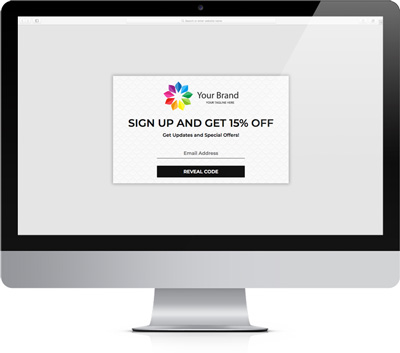 Your Brand
YOUR TAGLINE HERE
SIGN UP AND GET 15% OFF
Get Updates and Special Offers!
Email Address
REVEAL CODE